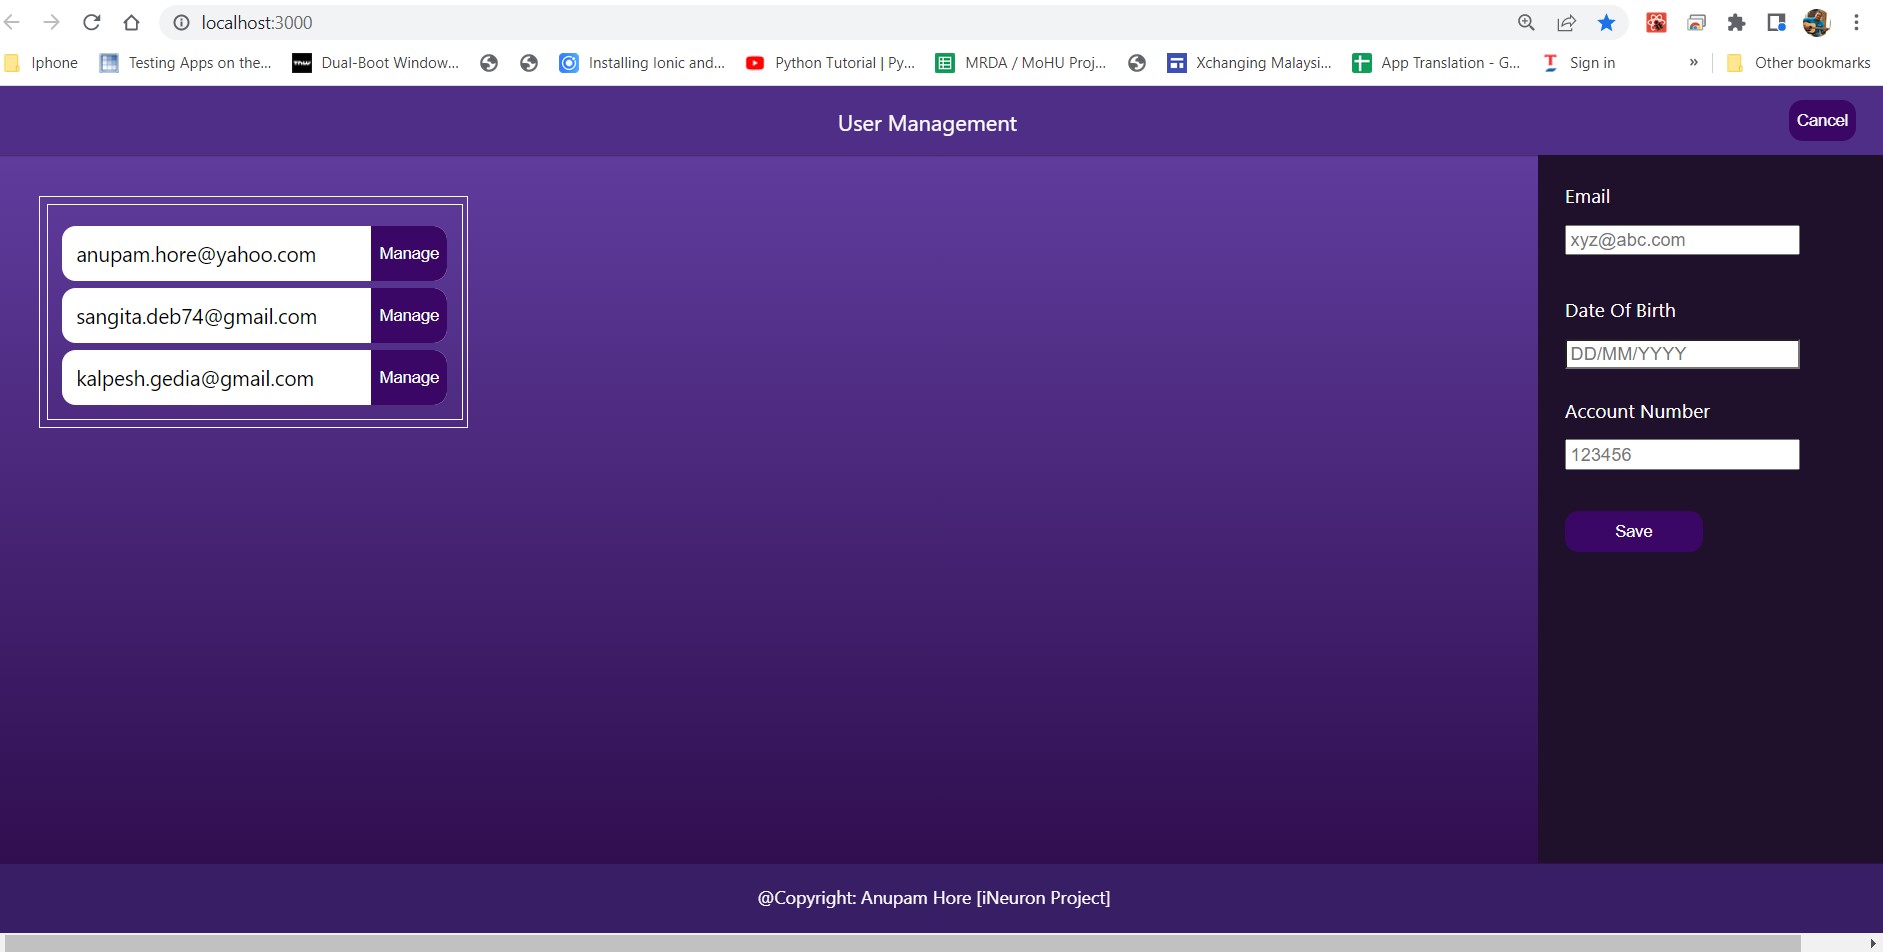 localhost:3000
Iphone Testing Apps on the... Dual-Boot Window... Installing Ionic and... Python Tutorial | Py... MRDA / MoHU Proj... Xchanging Malaysi... App Translation - G... Sign in » Other bookmarks
User Management Cancel
anupam.hore@yahoo.com Manage
sangita.deb74@gmail.com Manage
kalpesh.gedia@gmail.com Manage
Email
xyz@abc.com
Date Of Birth
DD/MM/YYYY
Account Number
123456
Save
@Copyright: Anupam Hore [iNeuron Project]